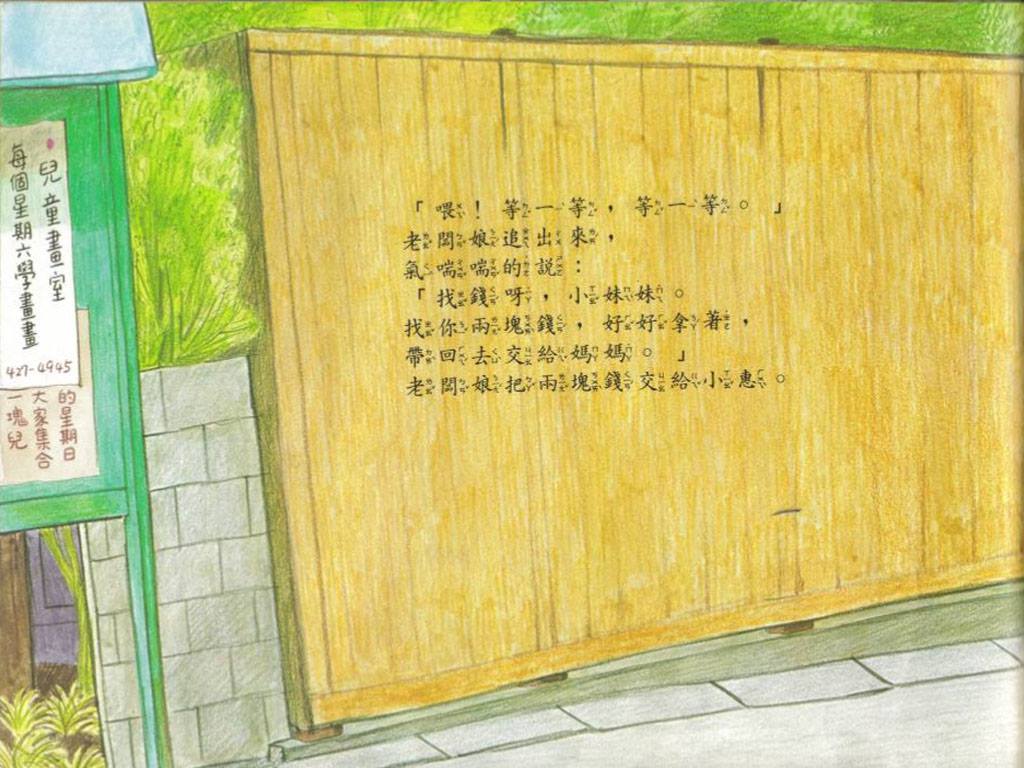 「喂！等一等，等一等。」
老闆娘追出來，
氣喘喘的說：
「找錢呀，小妹妹。
找你兩塊錢，好好拿著，
帶回去交給媽媽。」
老闆娘把兩塊錢交給小惠。
兒童畫室
每個星期六學畫畫
427-4945
的星期日
大家集合
一塊兒